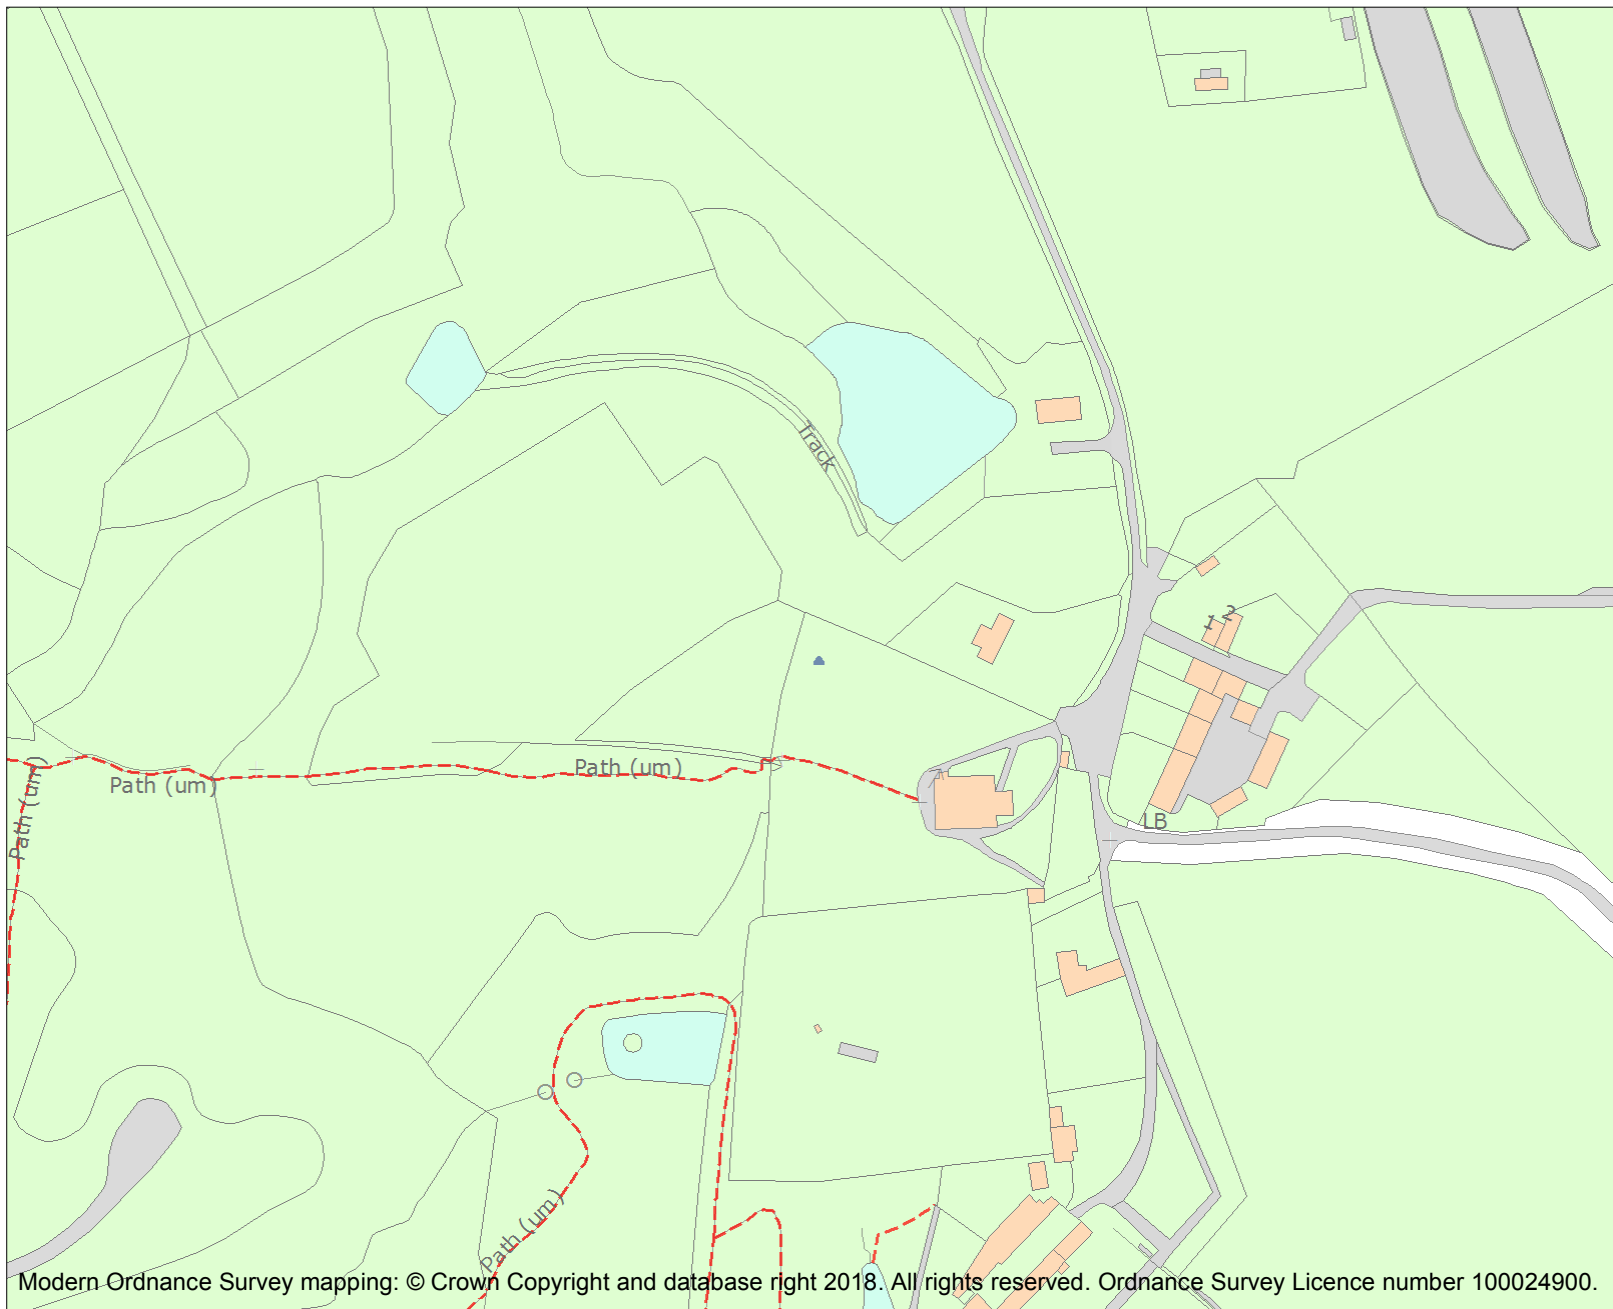 Track
1 2
Path (um)
Path (um)
Path (um)
LB
Path (um)
Modern Ordnance Survey mapping: © Crown Copyright and database right 2018. All rights reserved. Ordnance Survey Licence number 100024900.